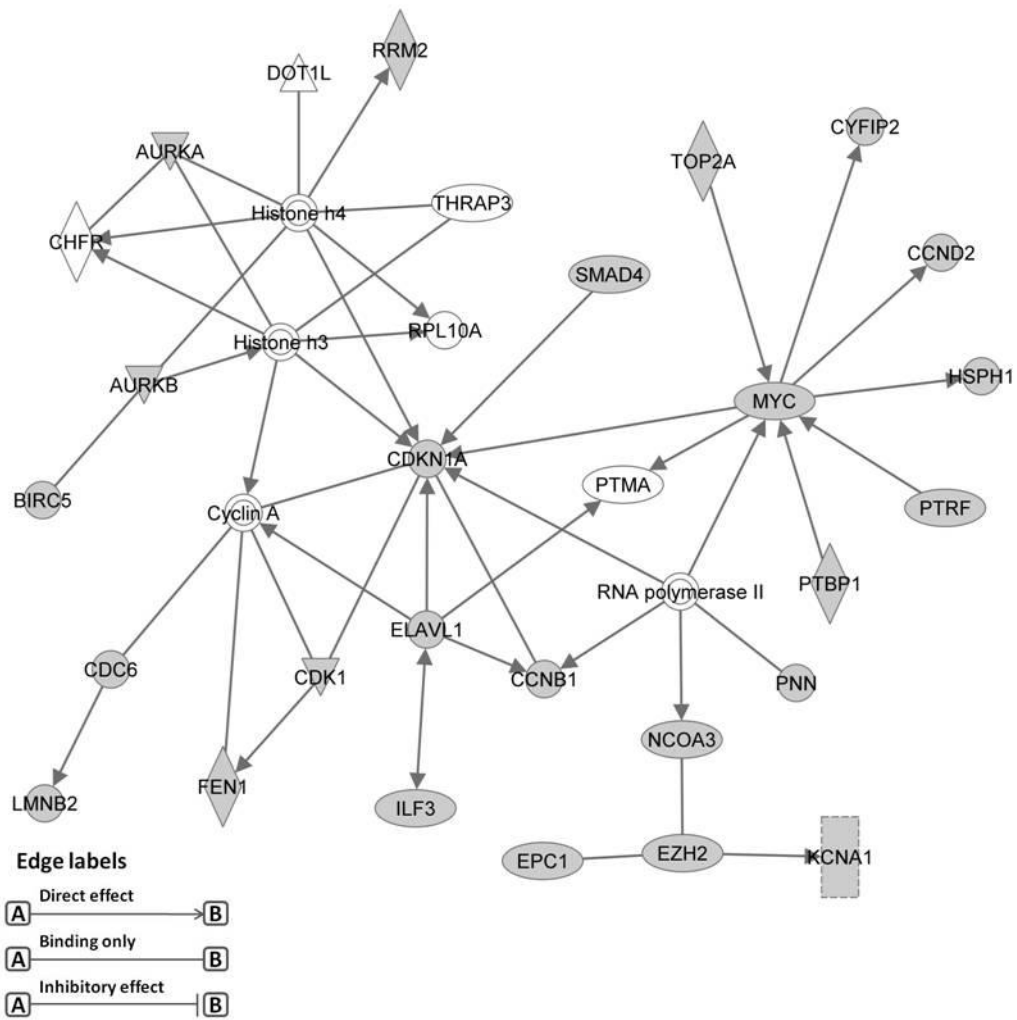 RRM2
DOT1L
CYFIP2
AURKA
TOP2A
THRAP3
Histone h4
CHFR
CCND2
SMAD4
RPL10A
Histone h3
HSPH1
AURKB
MYC
CDKN1A
PTMA
BIRC5
Cyclin A
PTRF
PTBP1
RNA polymerase II
ELAVL1
CDC6
CDK1
CCNB1
PNN
NCOA3
FEN1
LMNB2
ILF3
EPC1
EZH2
KCNA1
Edge labels
Direct effect
A B
Binding only
A B
Inhibitory effect
A B